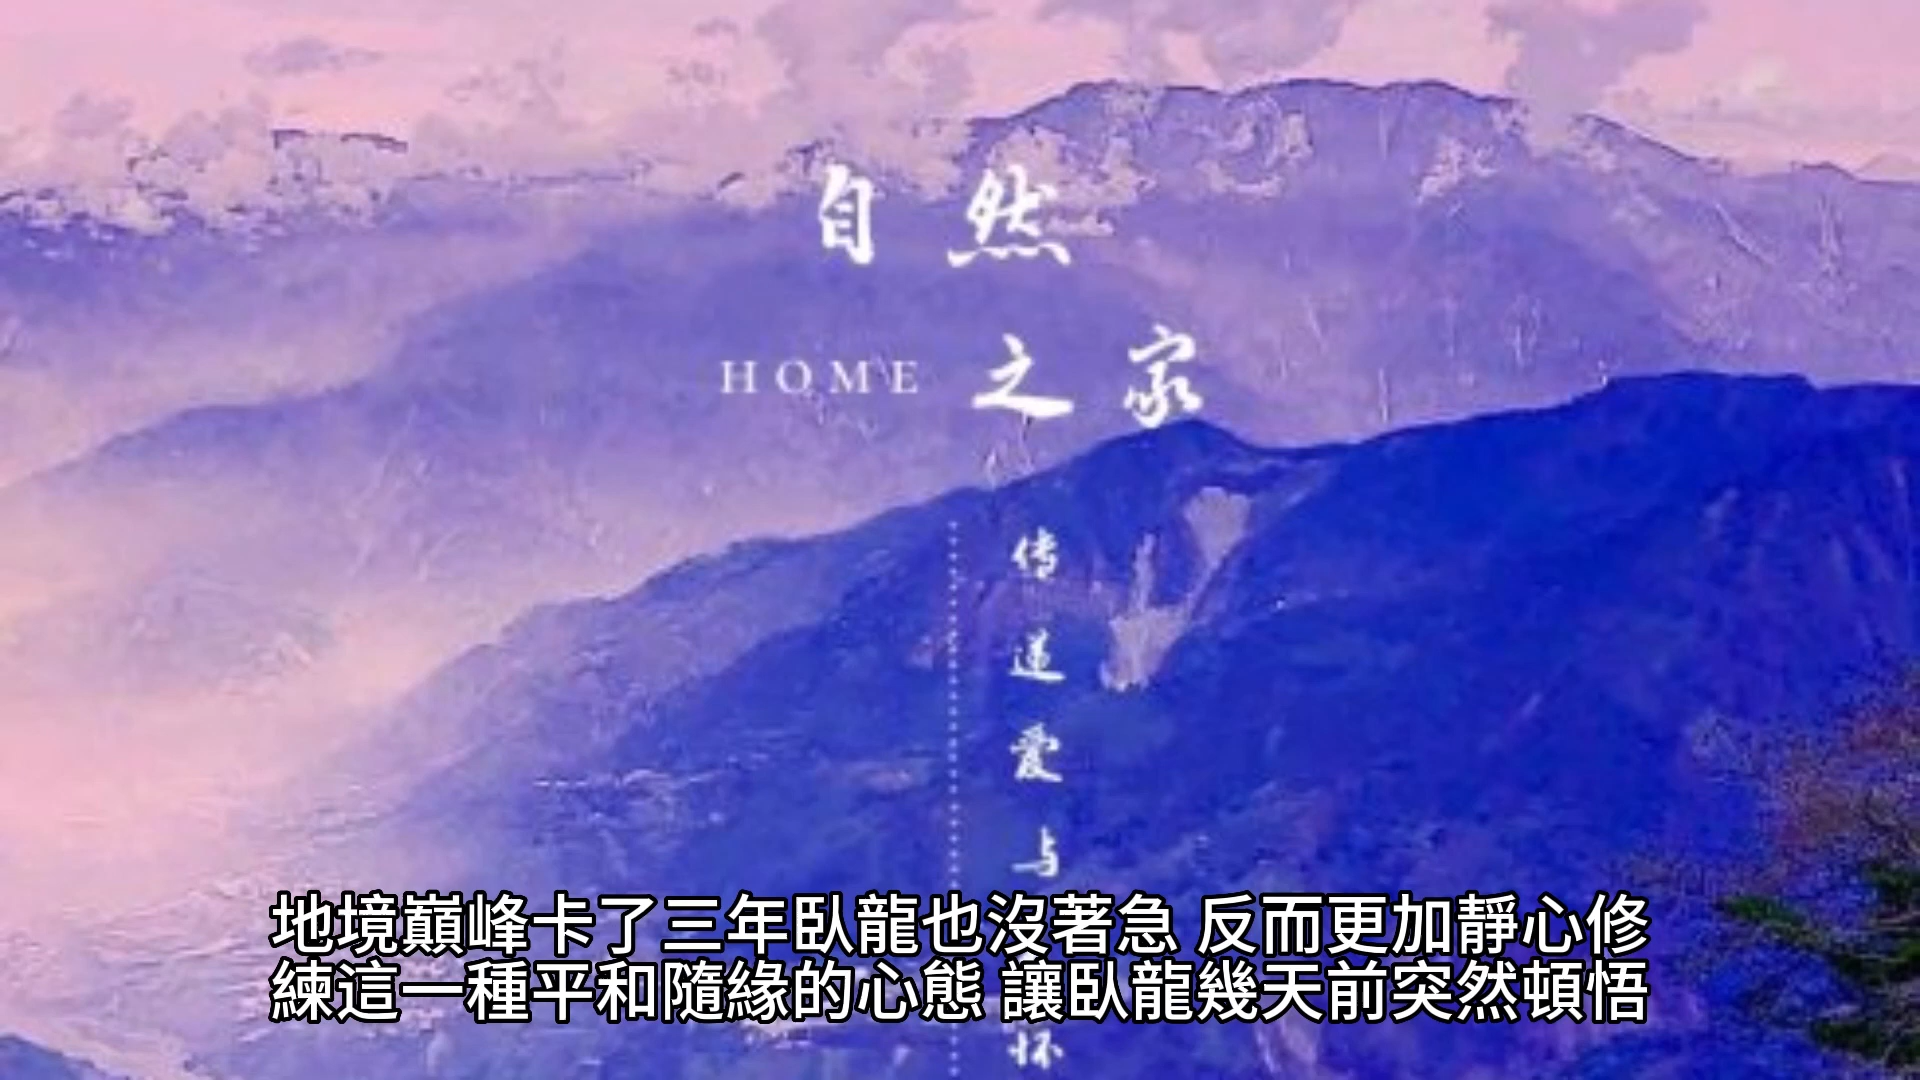 自然
HOME 之家
传递爱与
怀
地境巔峰卡了三年臥龍也沒著急 反而更加靜心修
練這一種平和隨緣的心態 讓臥龍幾天前突然頓悟